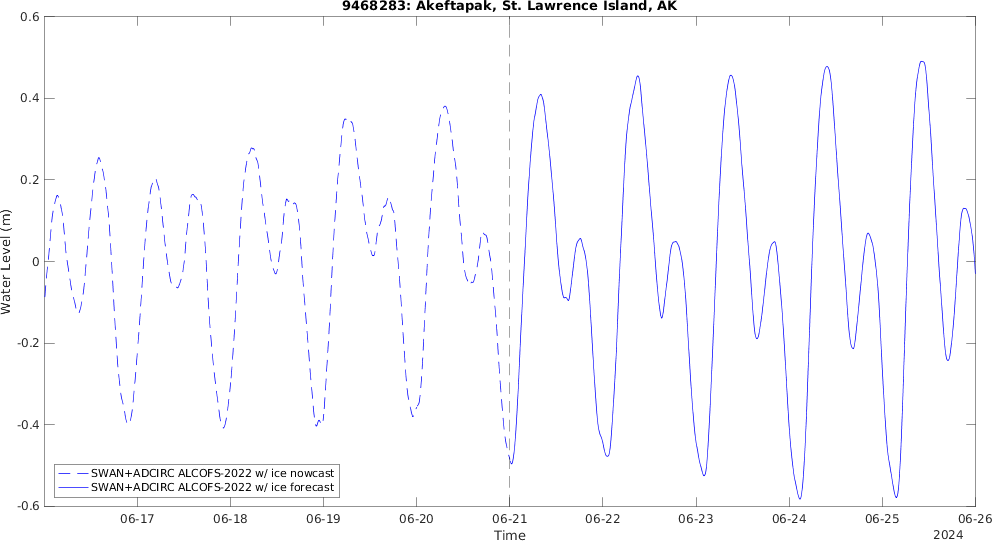 9468283: Akeftapak, St. Lawrence Island, AK
0.6
0.4
0.2
0
-0.2
-0.4
-0.6
Water Level (m)
SWAN+ADCIRC ALCOFS-2022 w/ ice nowcast
SWAN+ADCIRC ALCOFS-2022 w/ ice forecast
06-17 06-18 06-19 06-20 06-21 06-22 06-23 06-24 06-25 06-26
Time
2024